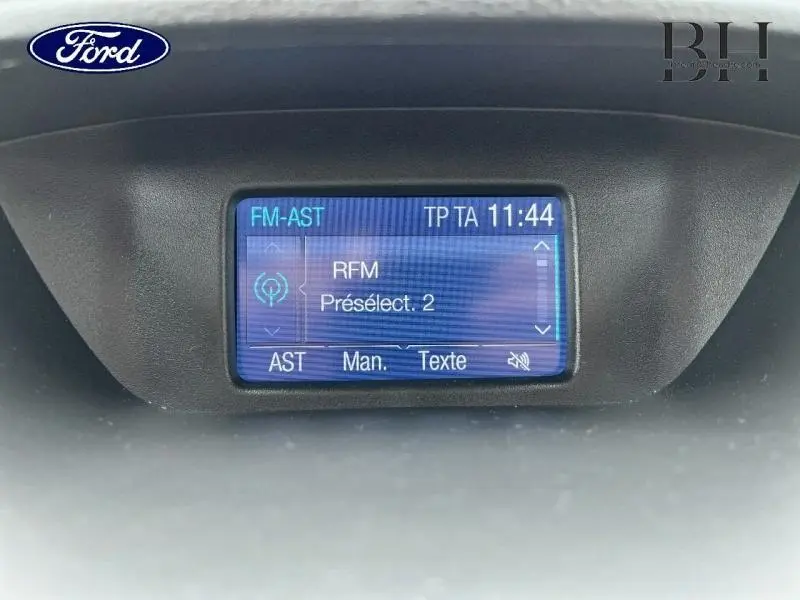 Ford
BH
FM-AST TP TA 11:44
RFM
Présélect. 2
AST Man. Texte